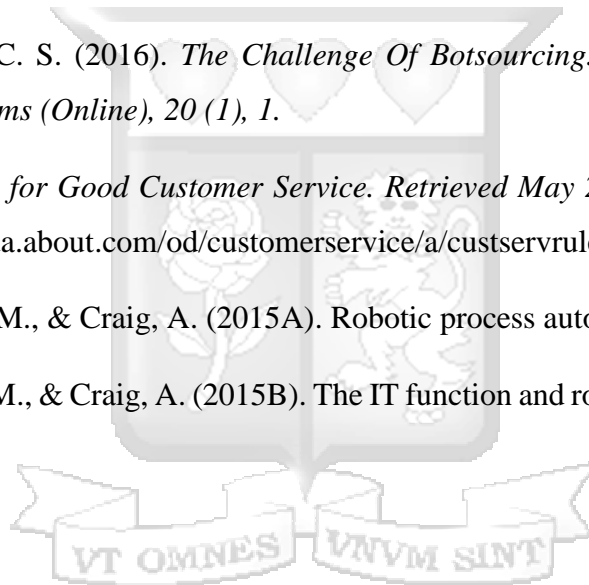 C. S. (2016). The Challenge Of Botsourcing.
ms (Online), 20 (1), 1.
for Good Customer Service. Retrieved May 2
a.about.com/od/customerservice/a/custservrul
M., & Craig, A. (2015A). Robotic process auto
M., & Craig, A. (2015B). The IT function and ro
VT OMNES VNVM SINT